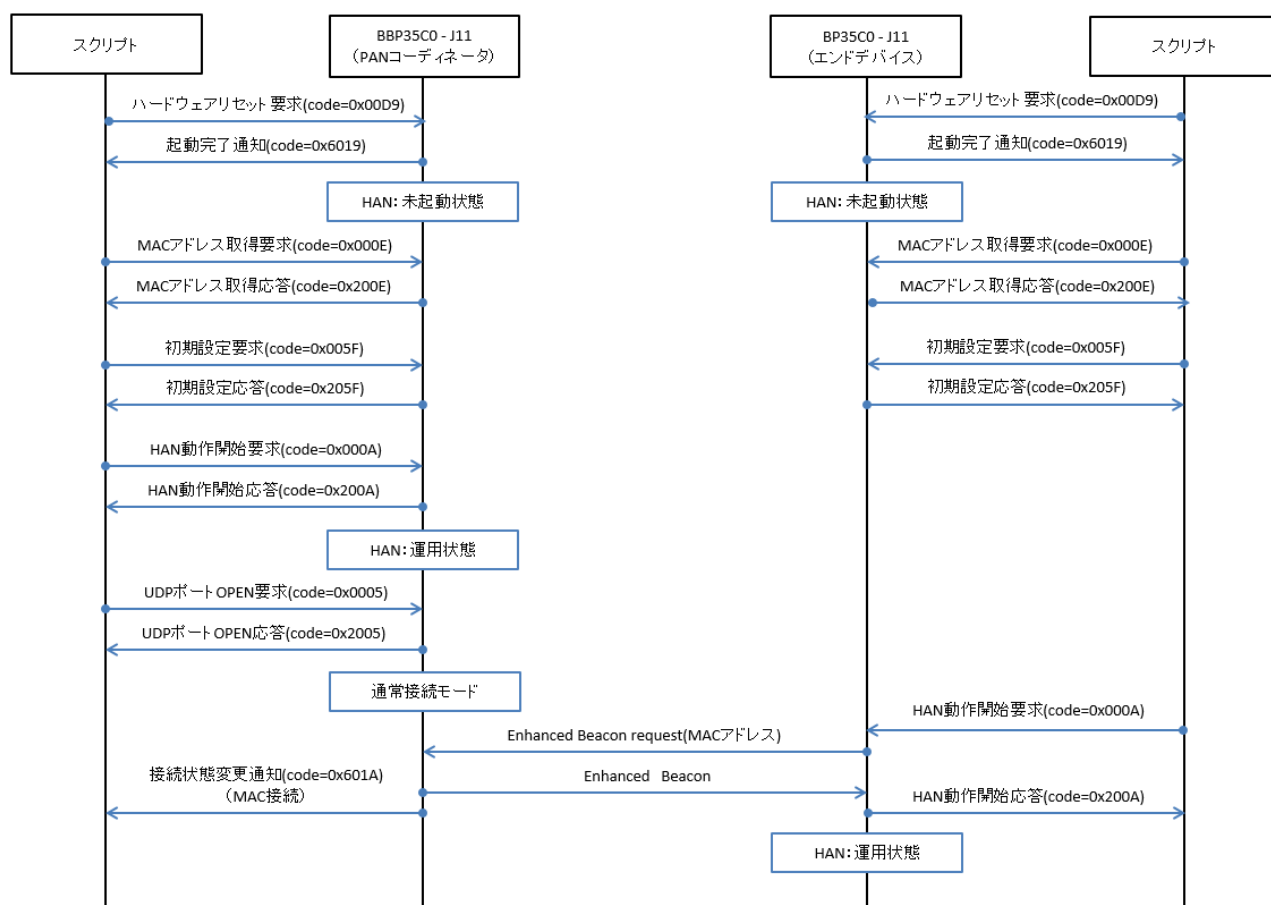 スクリプト
BBP35C0 - J11
（PANコーディネータ）
BP35C0 - J11
（エンドデバイス）
スクリプト
ハードウェアリセット要求(code=0x00D9)
ハードウェアリセット要求(code=0x00D9)
起動完了通知(code=0x6019)
起動完了通知(code=0x6019)
HAN：未起動状態
HAN：未起動状態
MACアドレス取得要求(code=0x000E)
MACアドレス取得要求(code=0x000E)
MACアドレス取得応答(code=0x200E)
MACアドレス取得応答(code=0x200E)
初期設定要求(code=0x005F)
初期設定要求(code=0x005F)
初期設定応答(code=0x205F)
初期設定応答(code=0x205F)
HAN動作開始要求(code=0x000A)
HAN動作開始応答(code=0x200A)
HAN：運用状態
UDPポートOPEN要求(code=0x0005)
UDPポートOPEN応答(code=0x2005)
通常接続モード
HAN動作開始要求(code=0x000A)
Enhanced Beacon request(MACアドレス)
接続状態変更通知(code=0x601A)
（MAC接続）
Enhanced Beacon
HAN動作開始応答(code=0x200A)
HAN：運用状態